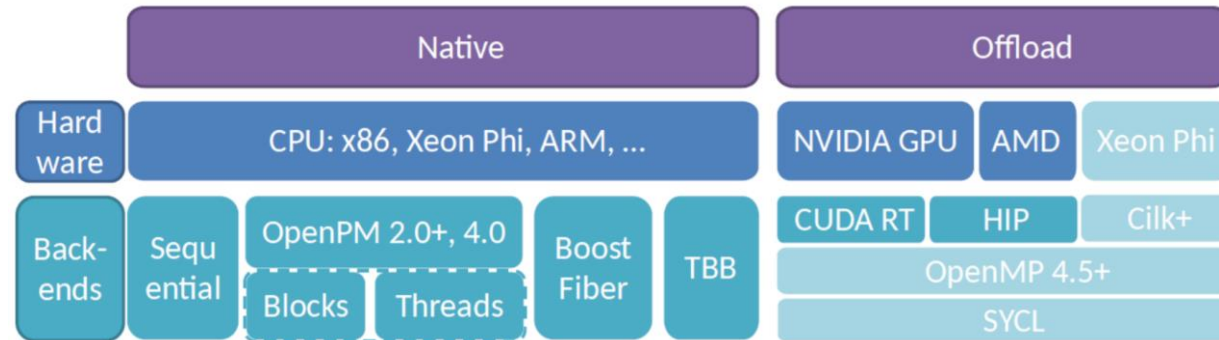 Native
Offload
Hard
ware
CPU: x86, Xeon Phi, ARM, ...
NVIDIA GPU
AMD
Xeon Phi
Back-
ends
Sequ
ential
OpenPM 2.0+, 4.0
Blocks
Threads
Boost
Fiber
TBB
CUDA RT
HIP
Cilk+
OpenMP 4.5+
SYCL